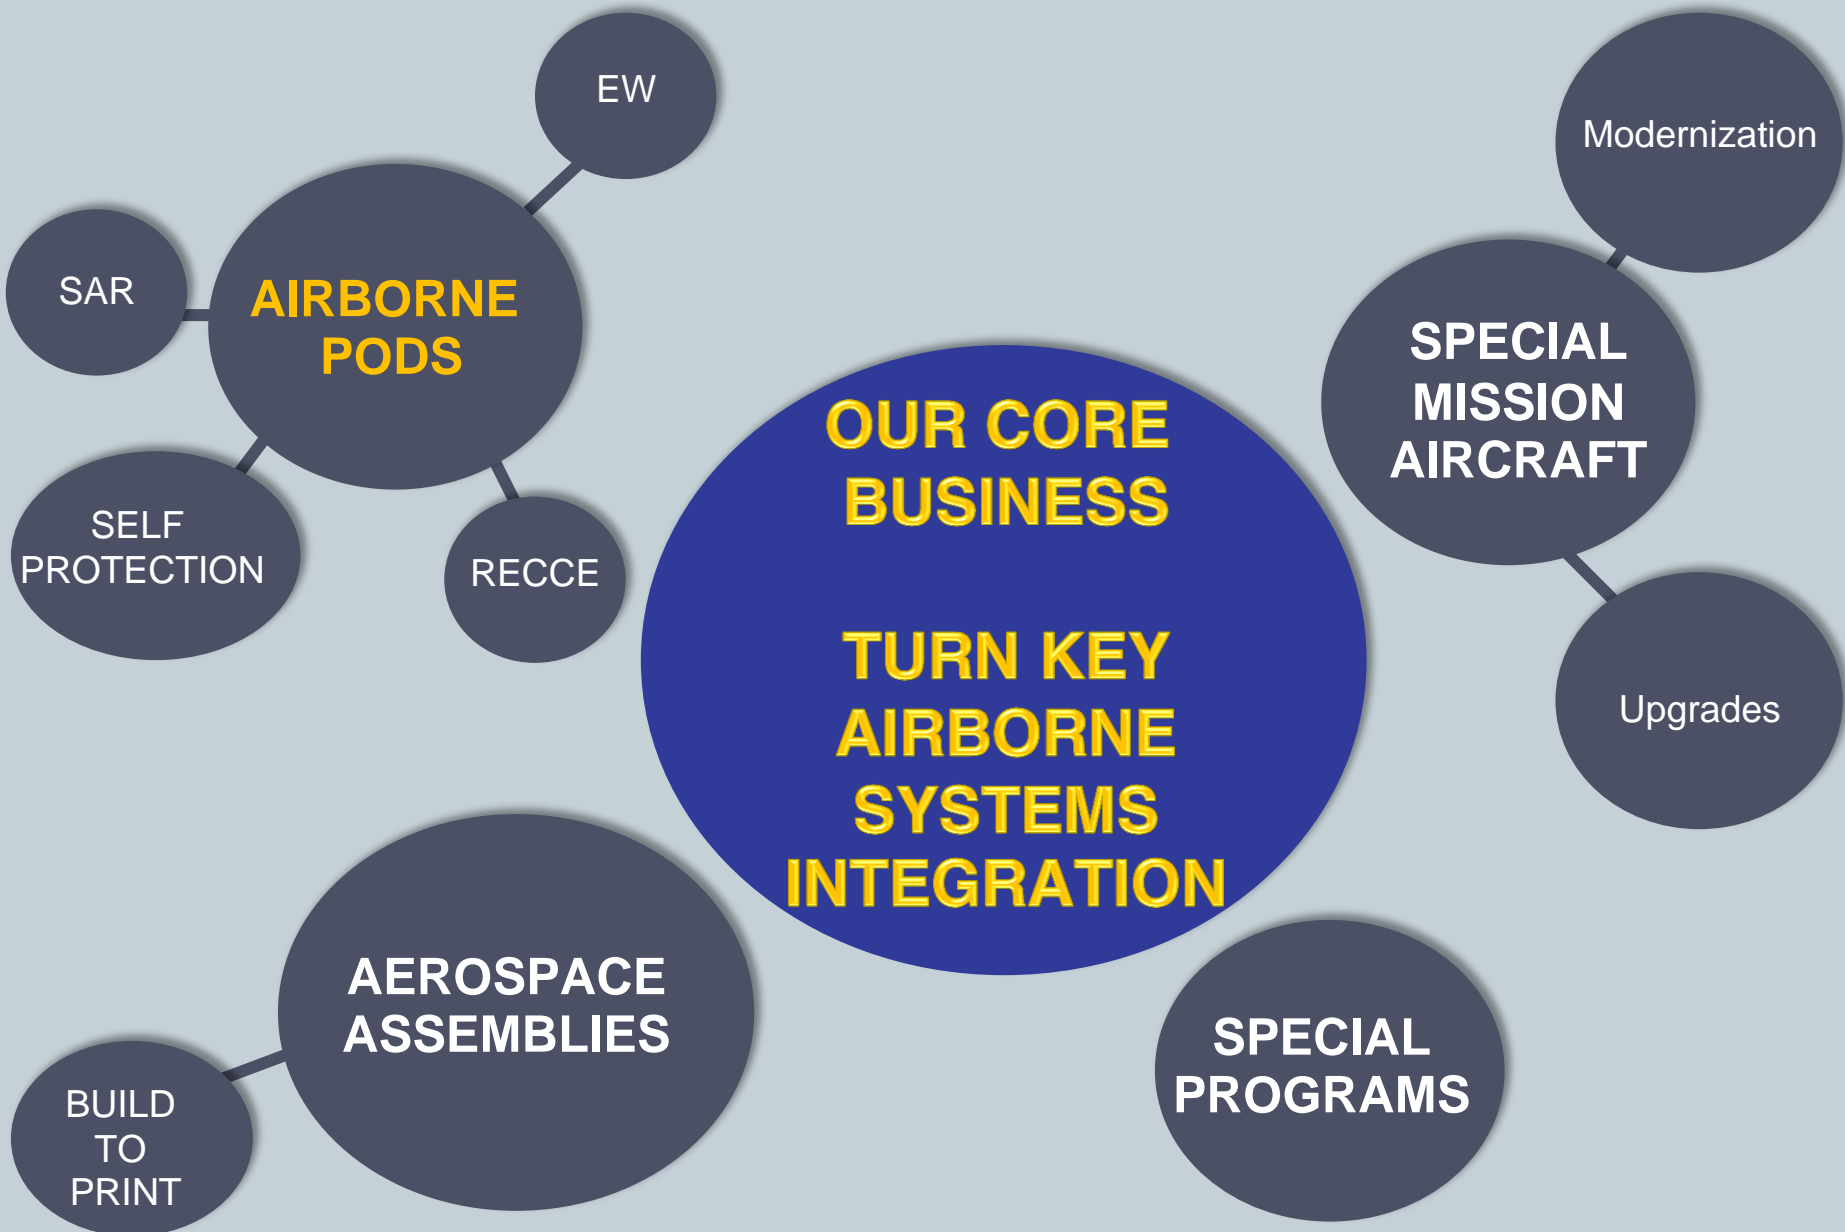 EW
SAR
AIRBORNE
PODS
SELF
PROTECTION
RECCE
OUR CORE
BUSINESS
TURN KEY
AIRBORNE
SYSTEMS
INTEGRATION
Modernization
SPECIAL
MISSION
AIRCRAFT
Upgrades
AEROSPACE
ASSEMBLIES
BUILD
TO
PRINT
SPECIAL
PROGRAMS